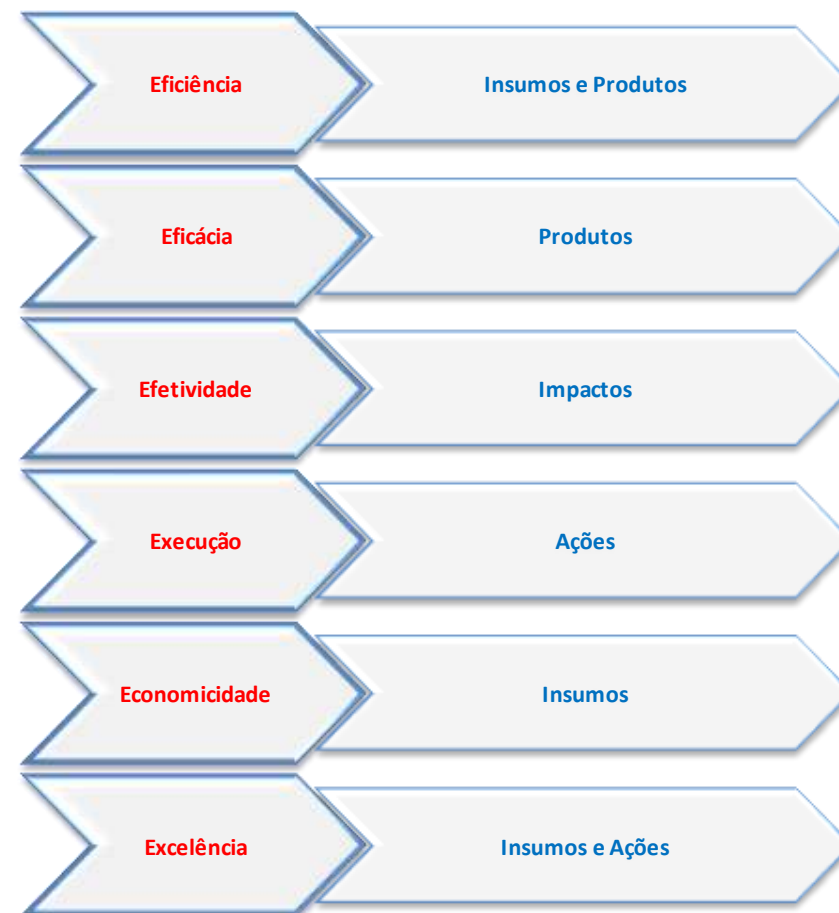 Eficiência
Insumos e Produtos
Eficácia
Produtos
Efetividade
Impactos
Execução
Ações
Economicidade
Insumos
Excelência
Insumos e Ações